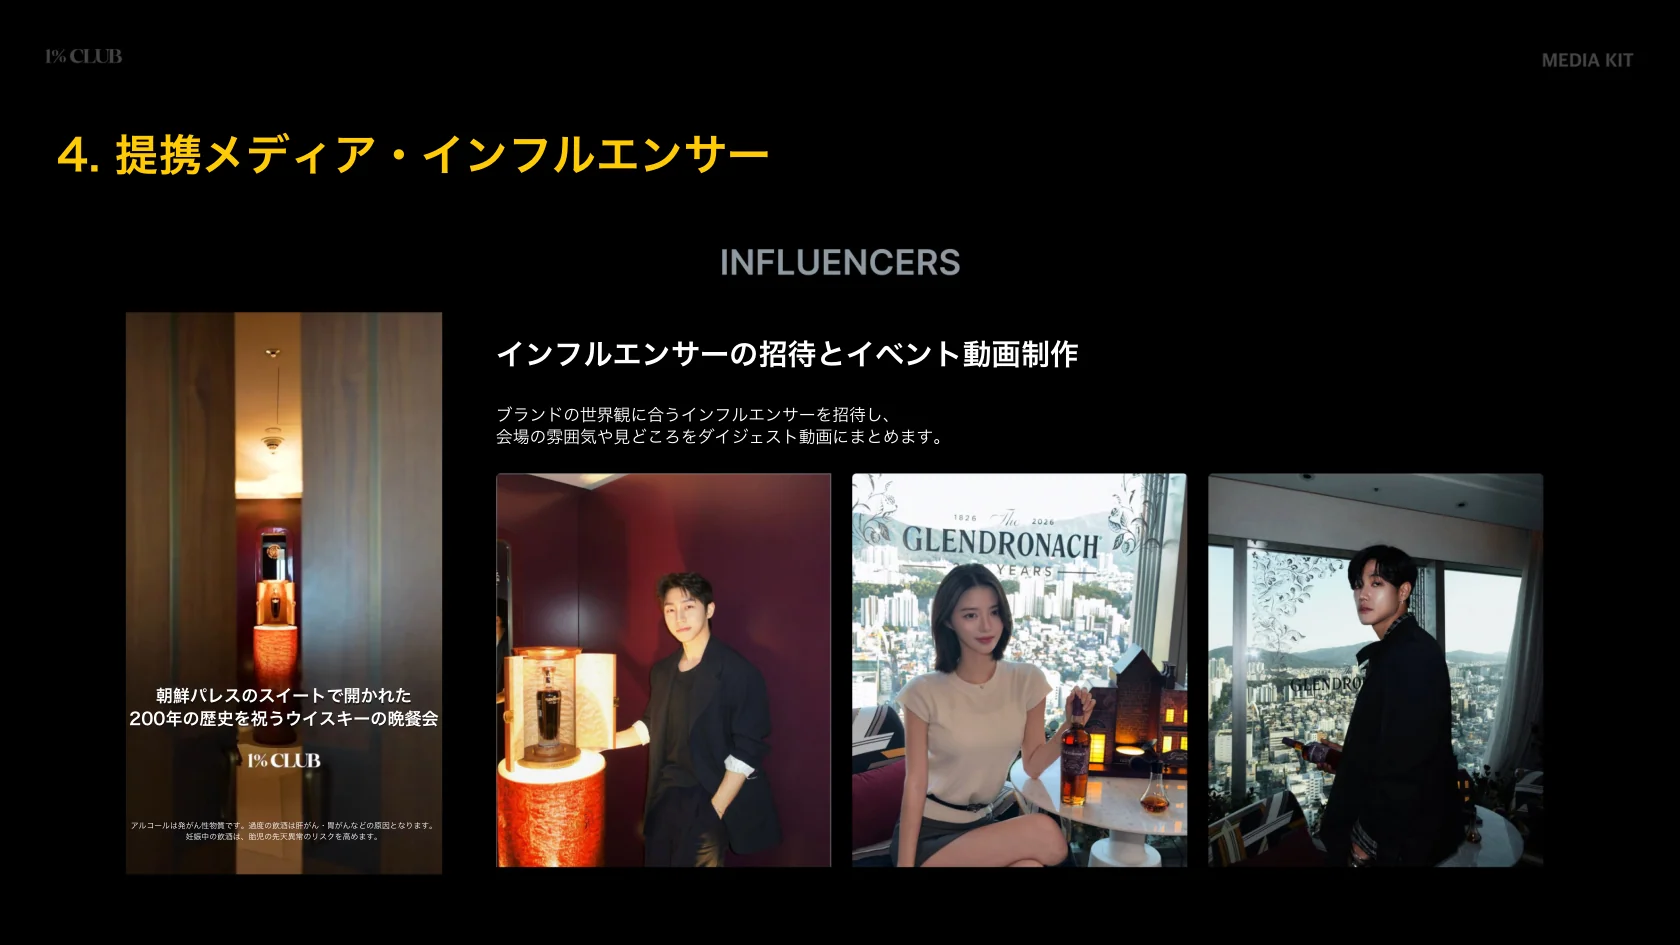 1% CLUB
MEDIA KIT
4. 提携メディア・インフルエンサー
INFLUENCERS
インフルエンサーの招待とイベント動画制作
ブランドの世界観に合うインフルエンサーを招待し、
会場の雰囲気や見どころをダイジェスト動画にまとめます。
朝鮮パレスのスイートで開かれた
200年の歴史を祝うウイスキーの晩餐会
1% CLUB
アルコールは発がん性物質です。過度の飲酒は肝がん・胃がんなどの原因となります。
妊娠中の飲酒は、胎児の先天異常のリスクを高めます。
1826 The 2026
GLENDRONACH
YEARS
GLENDRO